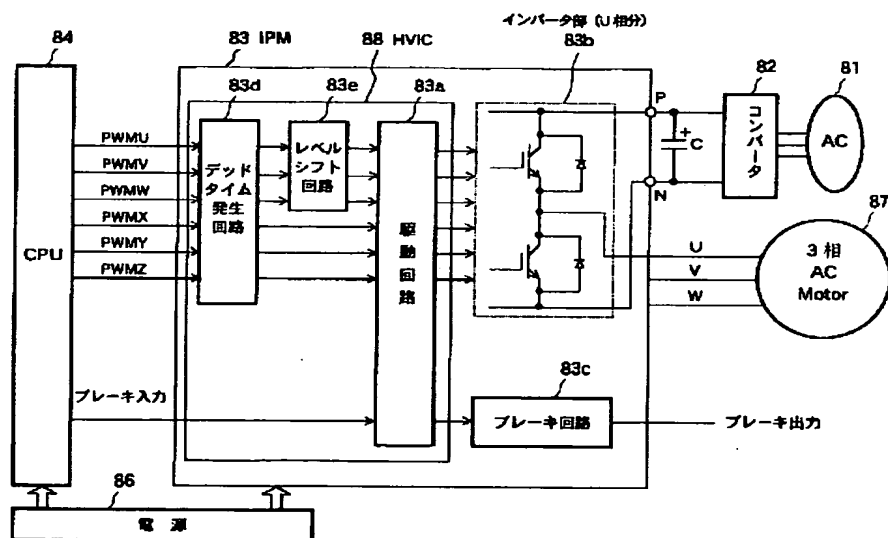 インバータ部 (U相分)
84
83 IPM
88 HVIC
83b
83d
83e
83a
82
81
P
PWMU
PWMV
PWMW
PWMX
PWMY
PWMZ
CPU
デッド
タイム
発生
回路
レベル
シフト
回路
駆動回路
+
C
コンバータ
AC
N
87
U
V
W
3相
AC
Motor
83c
ブレーキ入力
ブレーキ回路
ブレーキ出力
86
電源